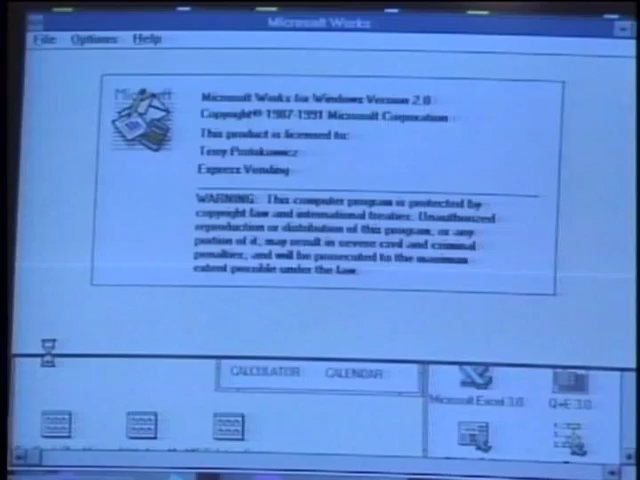 Microsoft Works
File Options Help
Microsoft Works for Windows Version 2.0
Copyright© 1987-1991 Microsoft Corporation
This product is licensed to:
Terry
Express Vending
WARNING: This computer program is protected by
copyright law and international treaties. Unauthorized
reproduction or distribution of this program, or any
portion of it, may result in severe civil and criminal
penalties, and will be prosecuted to the maximum
extent possible under the law.
CALCULATOR CALENDAR
Microsoft Excel 3.0 Q+E 3.0